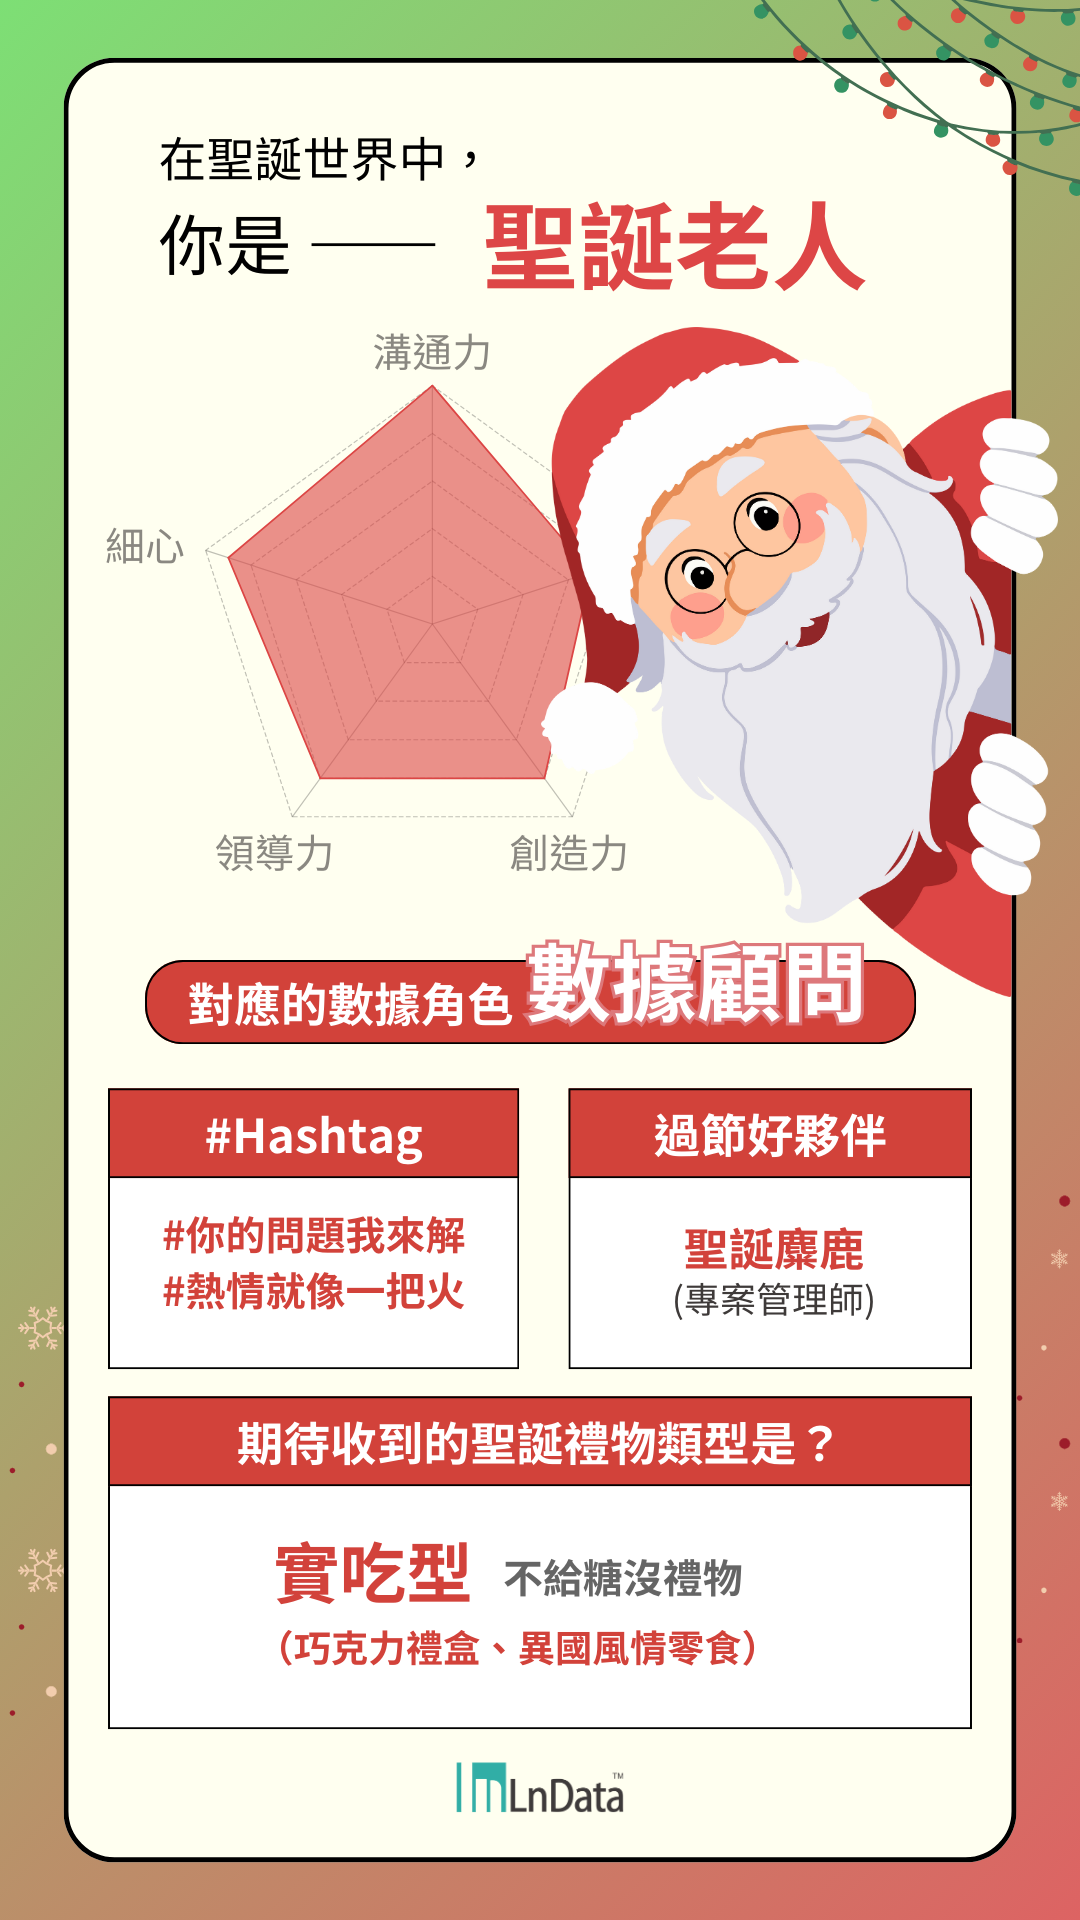 在聖誕世界中，
你是 —— 聖誕老人
溝通力
細心
領導力
創造力
對應的數據角色 數據顧問
#Hashtag
#你的問題我來解
#熱情就像一把火
過節好夥伴
聖誕麋鹿
(專案管理師)
期待收到的聖誕禮物類型是？
實吃型 不給糖沒禮物
（巧克力禮盒、異國風情零食）
LnData™